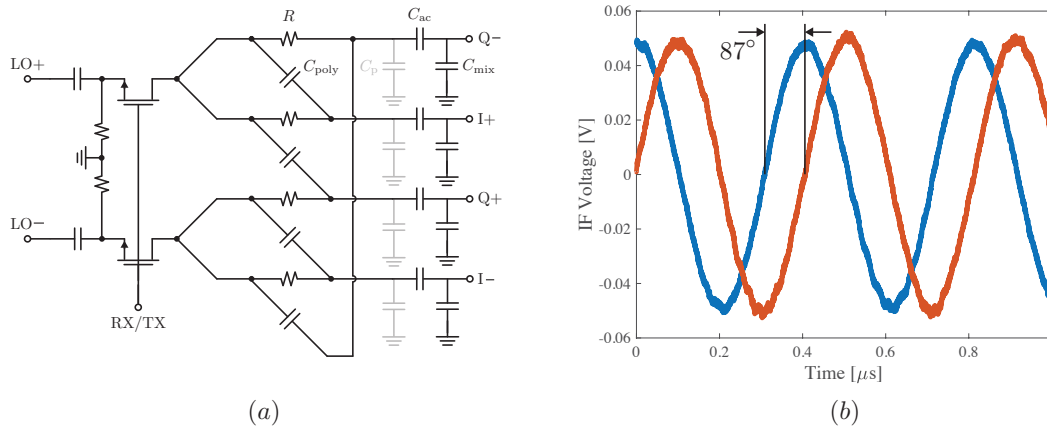 R
C_ac
Q−
LO+
C_poly
C_p
C_mix
I+
LO−
Q+
I−
RX/TX
(a)
0.06
0.04
0.02
0
-0.02
-0.04
-0.06
IF Voltage [V]
87°
0 0.2 0.4 0.6 0.8
Time [μs]
(b)